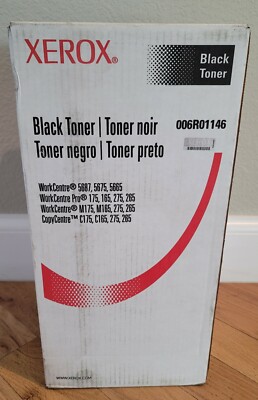 XEROX®
Black
Toner
Black Toner | Toner noir
Toner negro | Toner preto
006R01146
WorkCentre® 5687, 5675, 5665
WorkCentre Pro® 175, 165, 275, 265
WorkCentre® M175, M165, 275, 265
CopyCentre™ C175, C165, 275, 265
WWW.XEROX.COM